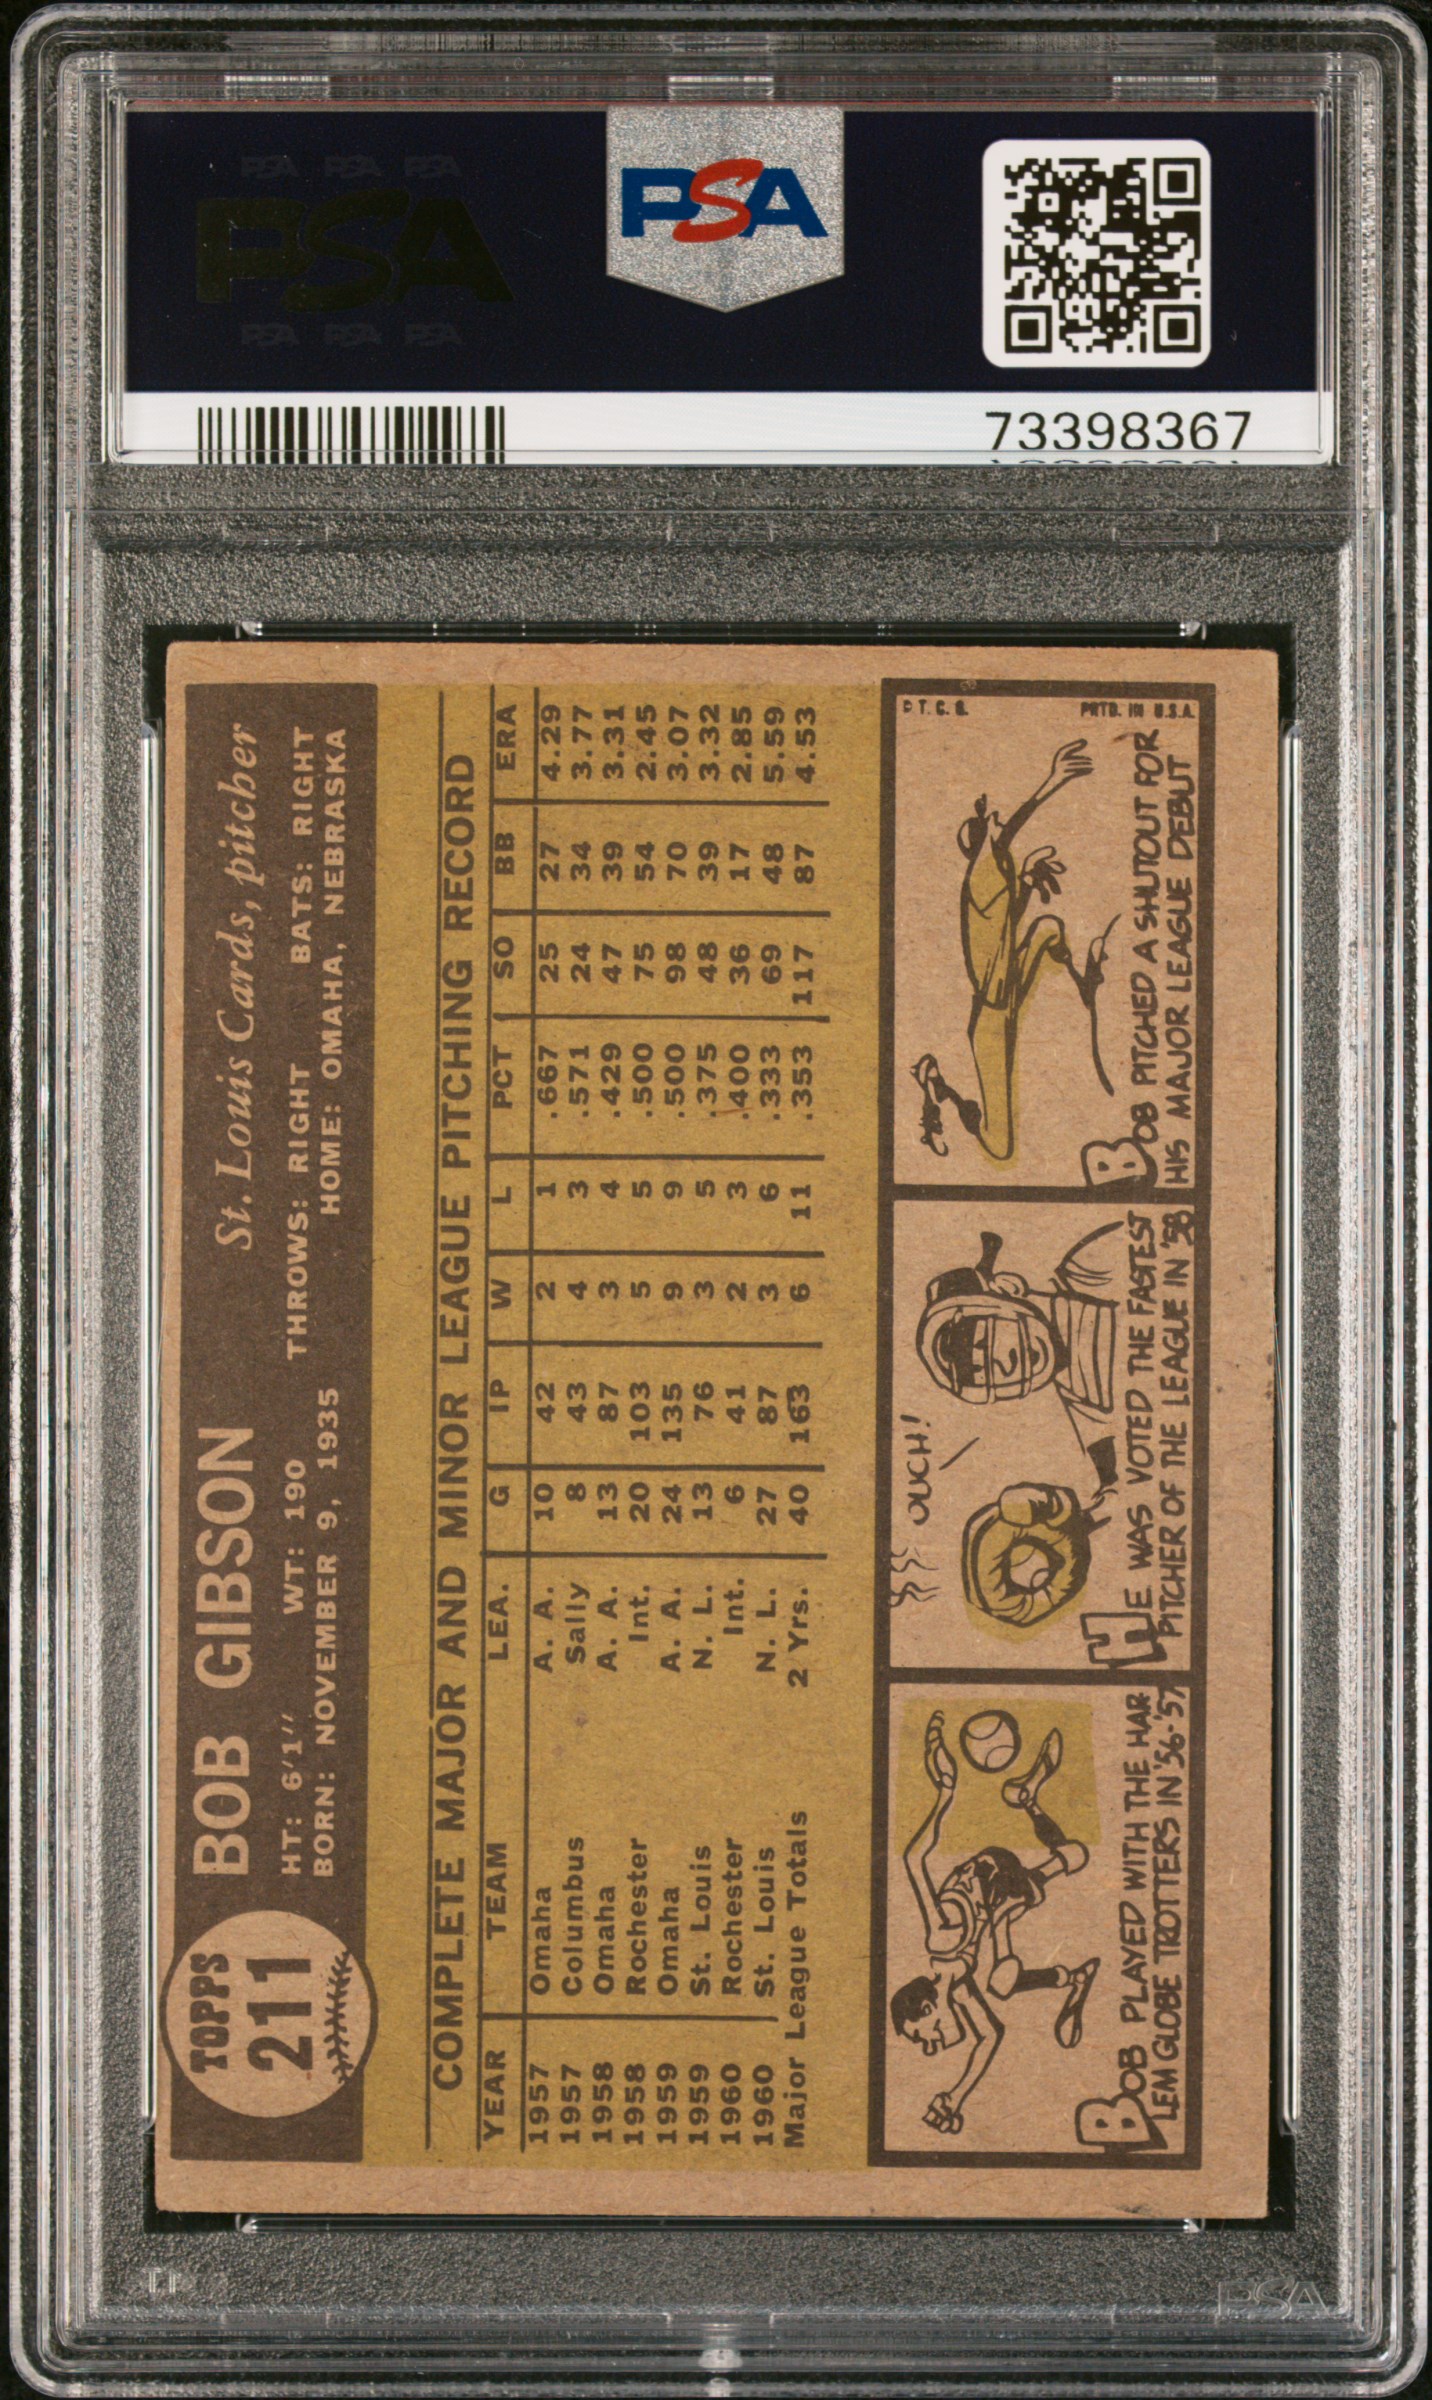 PSA PSA PSA
PSA
PSA PSA PSA
PSA
73398367
TOPPS
211
BOB GIBSON St. Louis Cards, pitcher
HT: 6'1" WT: 190 THROWS: RIGHT BATS: RIGHT
BORN: NOVEMBER 9, 1935 HOME: OMAHA, NEBRASKA
COMPLETE MAJOR AND MINOR LEAGUE PITCHING RECORD
YEAR TEAM LEA. G IP W L PCT SO BB ERA
1957 Omaha A. A. 10 42 2 1 .667 25 27 4.29
1957 Columbus Sally 8 43 4 3 .571 24 34 3.77
1958 Omaha A. A. 13 87 3 4 .429 47 39 3.31
1958 Rochester Int. 20 103 5 5 .500 75 54 2.45
1959 Omaha A. A. 24 135 9 9 .500 98 70 3.07
1959 St. Louis N. L. 13 76 3 5 .375 48 39 3.32
1960 Rochester Int. 6 41 2 3 .400 36 17 2.85
1960 St. Louis N. L. 27 87 3 6 .333 69 48 5.59
Major League Totals 2 Yrs. 40 163 6 11 .353 117 87 4.53
BOB PLAYED WITH THE HAR-
LEM GLOBE TROTTERS IN '56-'57
OUCH!
HE WAS VOTED THE FASTEST
PITCHER OF THE LEAGUE IN '58
T. C. G.
PRTD. IN U.S.A.
BOB PITCHED A SHUTOUT FOR
HIS MAJOR LEAGUE DEBUT
PSA